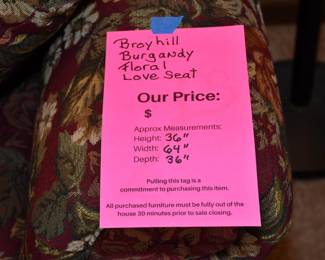 Broyhill
Burgandy
Floral
Love Seat
Our Price:
$
Approx Measurements:
Height: 36"
Width: 64"
Depth: 36"
Pulling this tag is a
commitment to purchasing this item.
All purchased furniture must be fully out of the
house 30 minutes prior to sale closing.